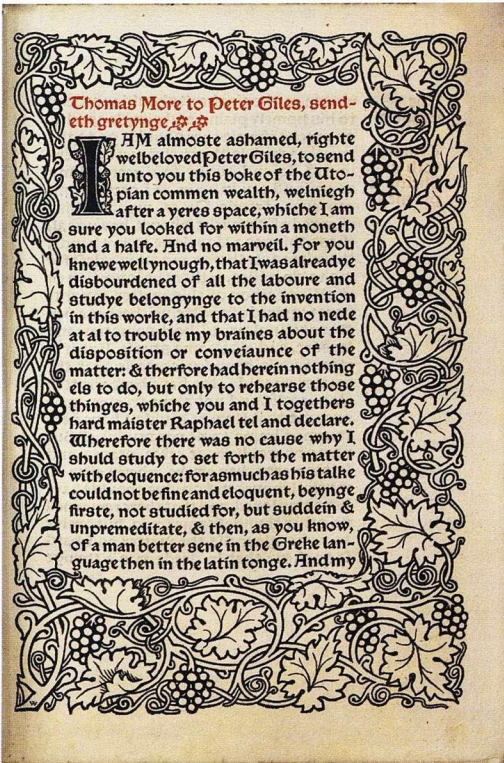 Thomas More to Peter Giles, send-
eth gretynge
I AM almoste ashamed, righte
welbeloved Peter Giles, to send
unto you this boke of the Uto-
pian commen wealth, welniegh
after a yeres space, whiche I am
sure you looked for within a moneth
and a halfe. And no marveil. For you
knewe well ynough, that I was alreadye
disbourdened of all the laboure and
studye belongynge to the invention
in this worke, and that I had no nede
at al to trouble my braines about the
disposition or conveiaunce of the
matter: & therfore had herein nothing
els to do, but only to rehearse those
thinges, whiche you and I togethers
hard maister Raphael tel and declare.
Wherefore there was no cause why I
shuld study to set forth the matter
with eloquence: forasmuch as his talke
could not be fine and eloquent, beynge
firste, not studied for, but suddein &
unpremeditate, & then, as you know,
of a man better sene in the Greke lan-
guage then in the latin tonge. And my